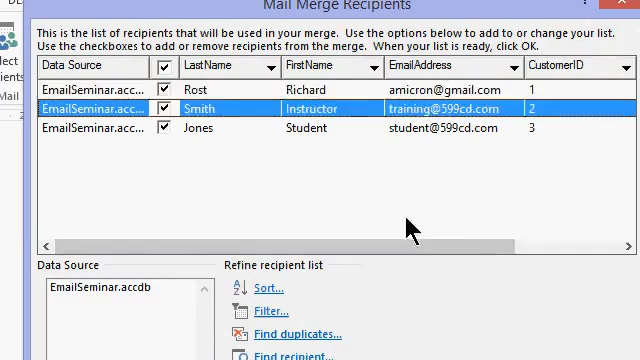 Mail Merge Recipients
This is the list of recipients that will be used in your merge. Use the options below to add to or change your list.
Use the checkboxes to add or remove recipients from the merge. When your list is ready, click OK.
Data Source LastName FirstName EmailAddress CustomerID
EmailSeminar.acc... Rost Richard amicron@gmail.com 1
EmailSeminar.acc... Smith Instructor training@599cd.com 2
EmailSeminar.acc... Jones Student student@599cd.com 3
Data Source Refine recipient list
EmailSeminar.accdb
Sort...
Filter...
Find duplicates...
Find recipient...